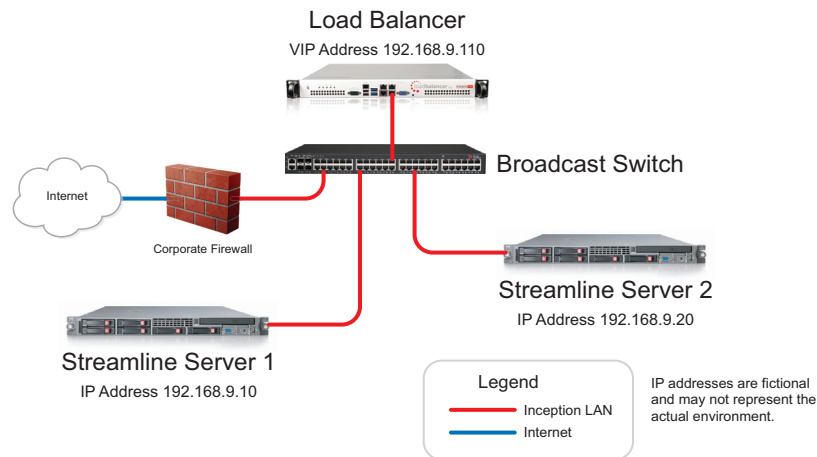 Load Balancer
VIP Address 192.168.9.110
Broadcast Switch
Internet
Corporate Firewall
Streamline Server 2
IP Address 192.168.9.20
Streamline Server 1
IP Address 192.168.9.10
Legend
Inception LAN
Internet
IP addresses are fictional
and may not represent the
actual environment.